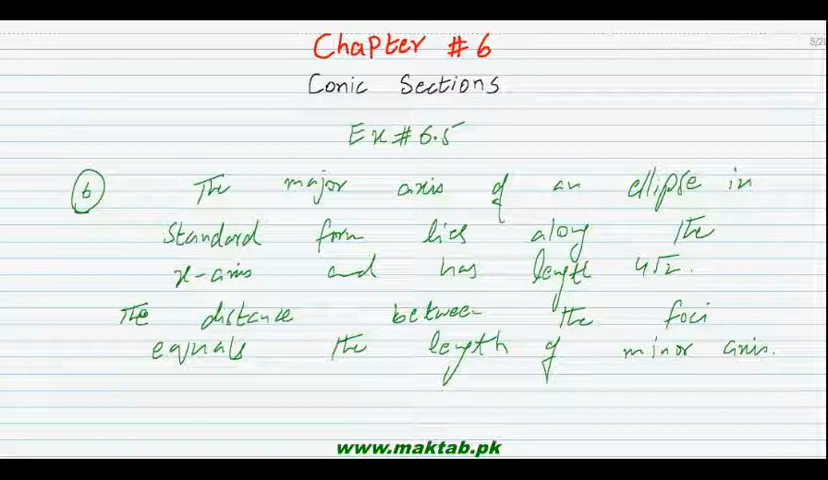 Chapter # 6
Conic Sections
Ex # 6.5
6 The major axis of an ellipse in
standard form lies along the
x-axis and has length 4√2.
The distance between the foci
equals the length of minor axis.
www.maktab.pk